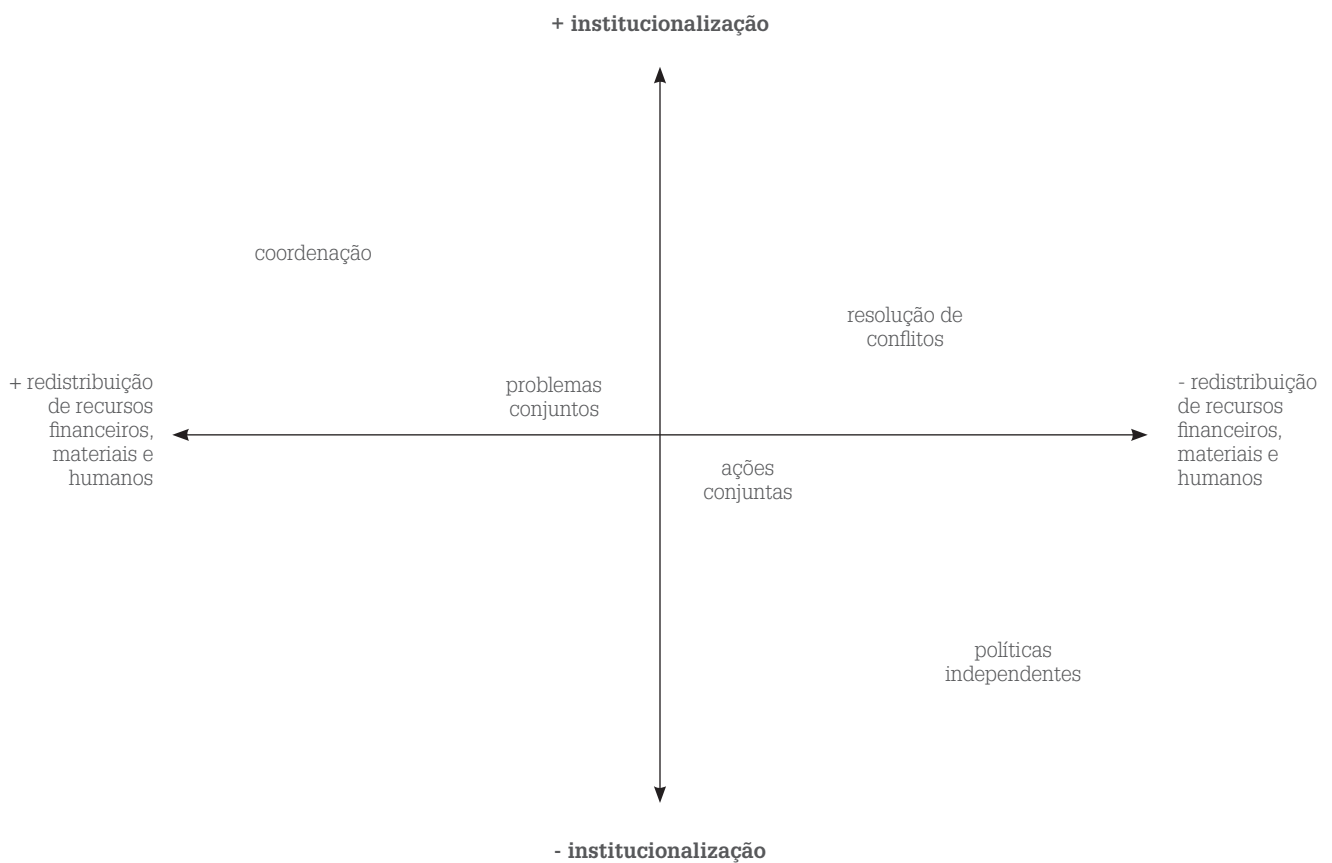 + institucionalização
coordenação
resolução de
conflitos
+ redistribuição
de recursos
financeiros,
materiais e
humanos
problemas
conjuntos
- redistribuição
de recursos
financeiros,
materiais e
humanos
ações
conjuntas
políticas
independentes
- institucionalização